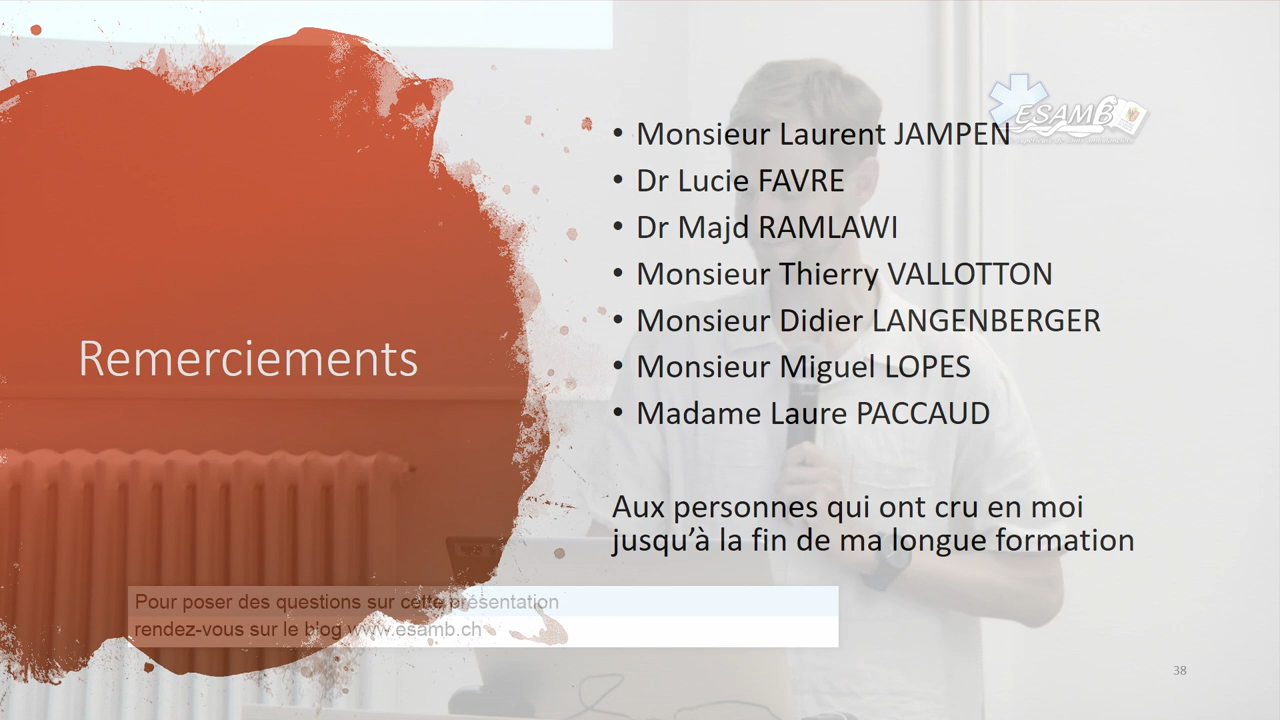 ESAMB
• Monsieur Laurent JAMPEN
• Dr Lucie FAVRE
• Dr Majd RAMLAWI
• Monsieur Thierry VALLOTTON
• Monsieur Didier LANGENBERGER
• Monsieur Miguel LOPES
• Madame Laure PACCAUD
Remerciements
Aux personnes qui ont cru en moi
jusqu’à la fin de ma longue formation
Pour poser des questions sur cette présentation
rendez-vous sur le blog www.esamb.ch
38